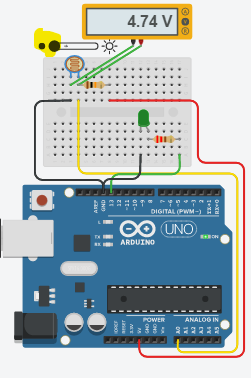 4.74 V
AREF
GND
13
12
~11
~10
~9
8
7
~6
~5
4
~3
2
TX→1
RX←0
DIGITAL (PWM~)
L
TX
RX
UNO
ON
ARDUINO
IOREF
RESET
3.3V
5V
GND
GND
Vin
POWER
ANALOG IN
A0
A1
A2
A3
A4
A5